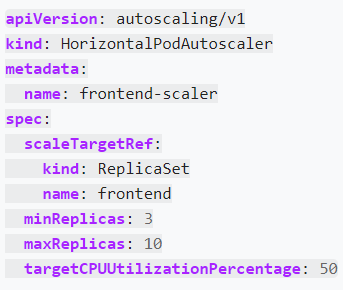 apiVersion: autoscaling/v1
kind: HorizontalPodAutoscaler
metadata:
  name: frontend-scaler
spec:
  scaleTargetRef:
    kind: ReplicaSet
    name: frontend
  minReplicas: 3
  maxReplicas: 10
  targetCPUUtilizationPercentage: 50